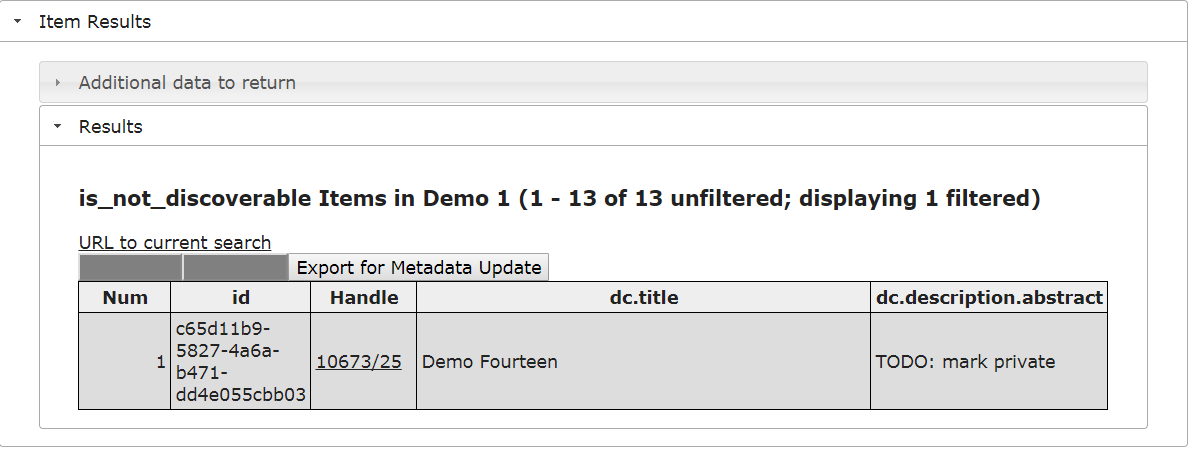 Item Results
Additional data to return
Results
is_not_discoverable Items in Demo 1 (1 - 13 of 13 unfiltered; displaying 1 filtered)
URL to current search
Export for Metadata Update
Num id Handle dc.title dc.description.abstract
c65d11b9-
5827-4a6a-
1 10673/25 Demo Fourteen TODO: mark private
b471-
dd4e055cbb03